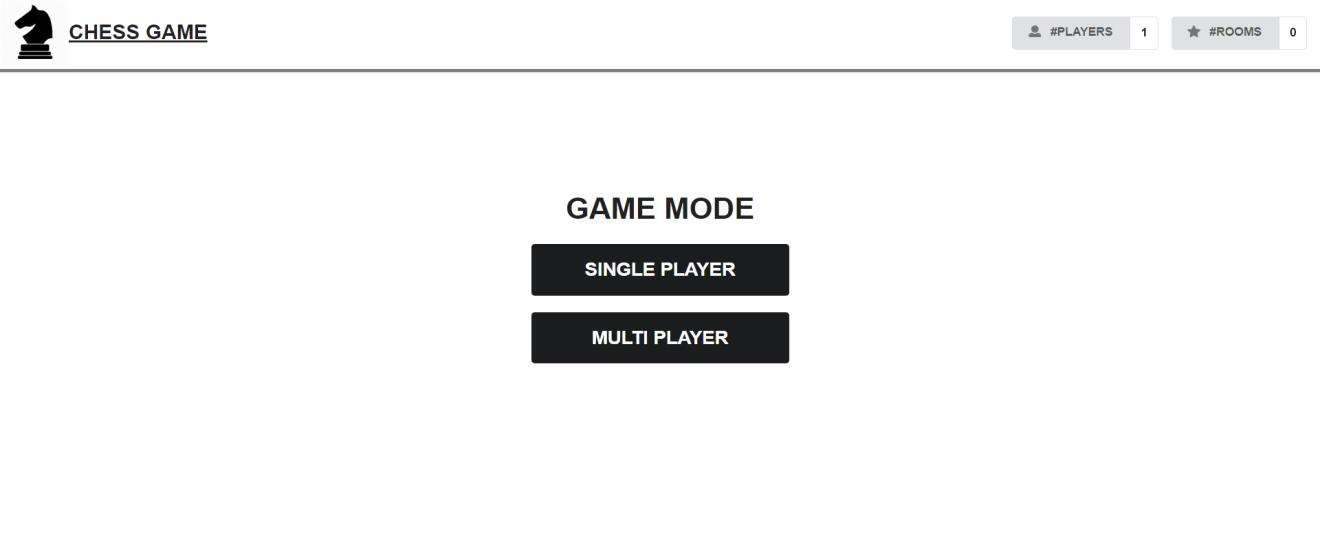 CHESS GAME
#PLAYERS 1 #ROOMS 0
GAME MODE
SINGLE PLAYER
MULTI PLAYER